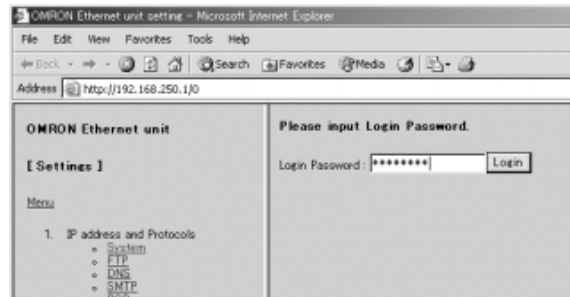 OMRON Ethernet unit setting - Microsoft Internet Explorer
File Edit View Favorites Tools Help
Back Search Favorites Media
Address http://192.168.250.1/0
OMRON Ethernet unit
[ Settings ]
Menu
1. IP address and Protocols
System
FTP
DNS
SMTP
Please input Login Password.
Login Password : ******** Login